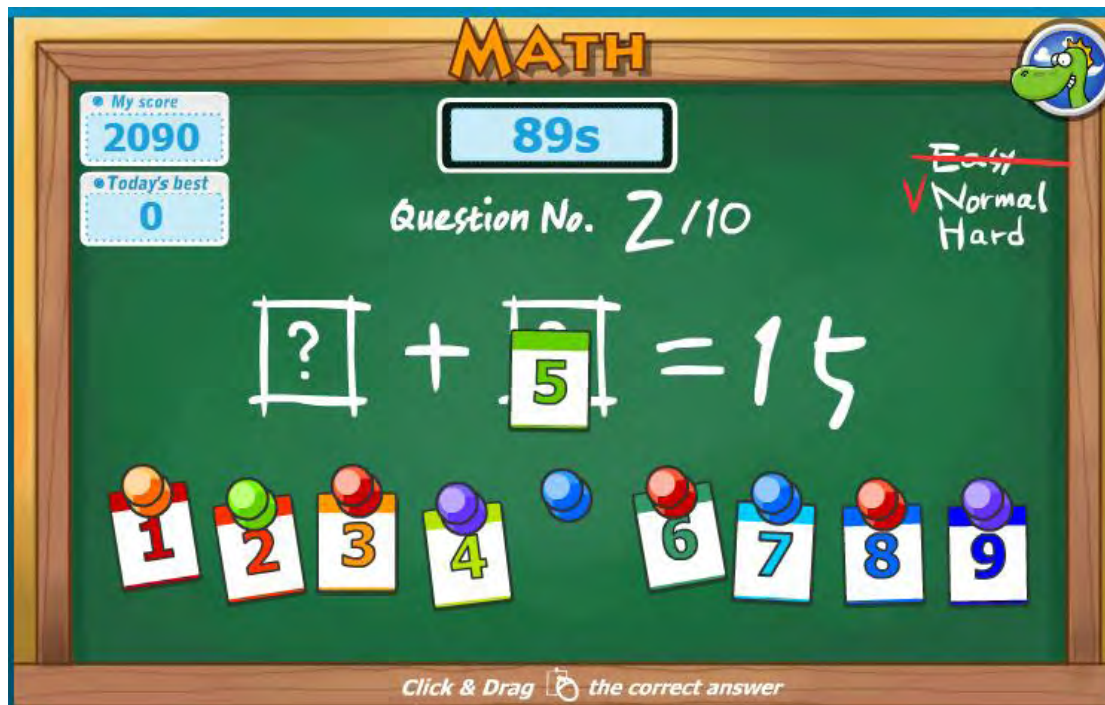 MATH
My score
2090
Today's best
0
89s
Easy
V Normal
Hard
Question No. 2/10
? + 5 = 15
1 2 3 4 6 7 8 9
Click & Drag the correct answer